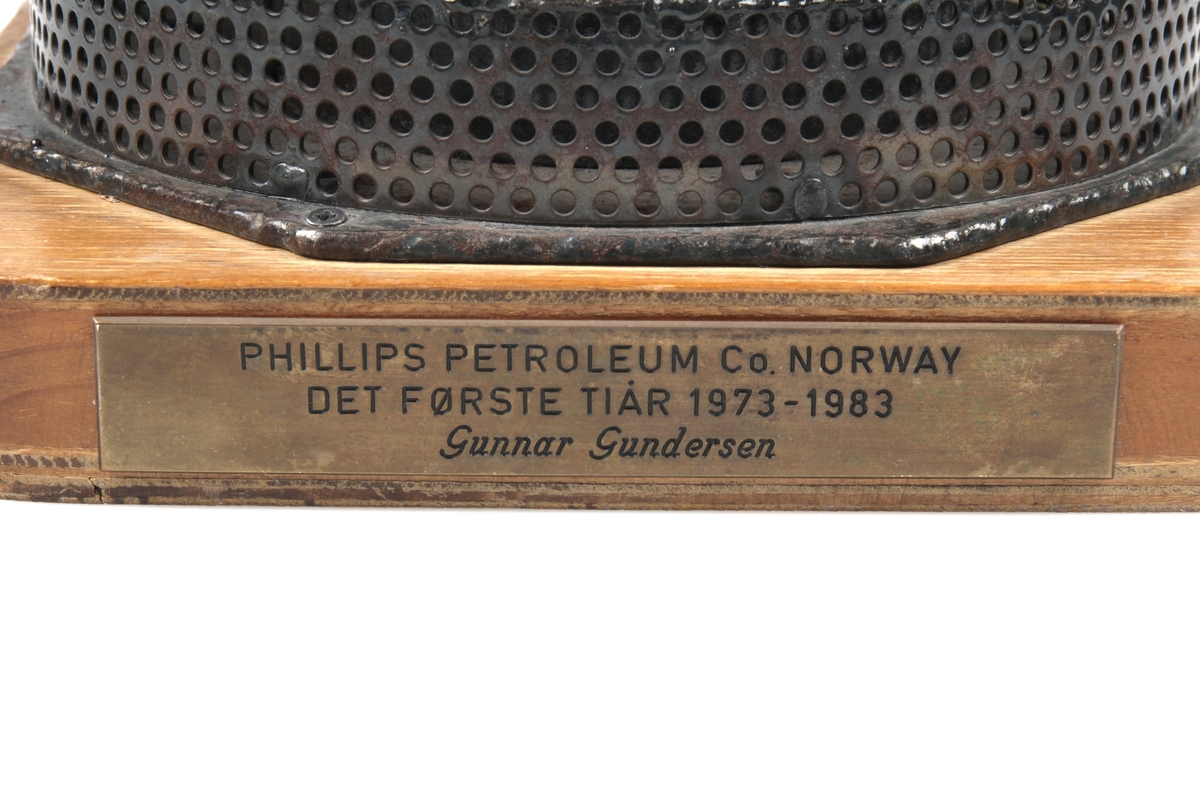 PHILLIPS PETROLEUM Co. NORWAY
DET FØRSTE TIÅR 1973-1983
Gunnar Gundersen